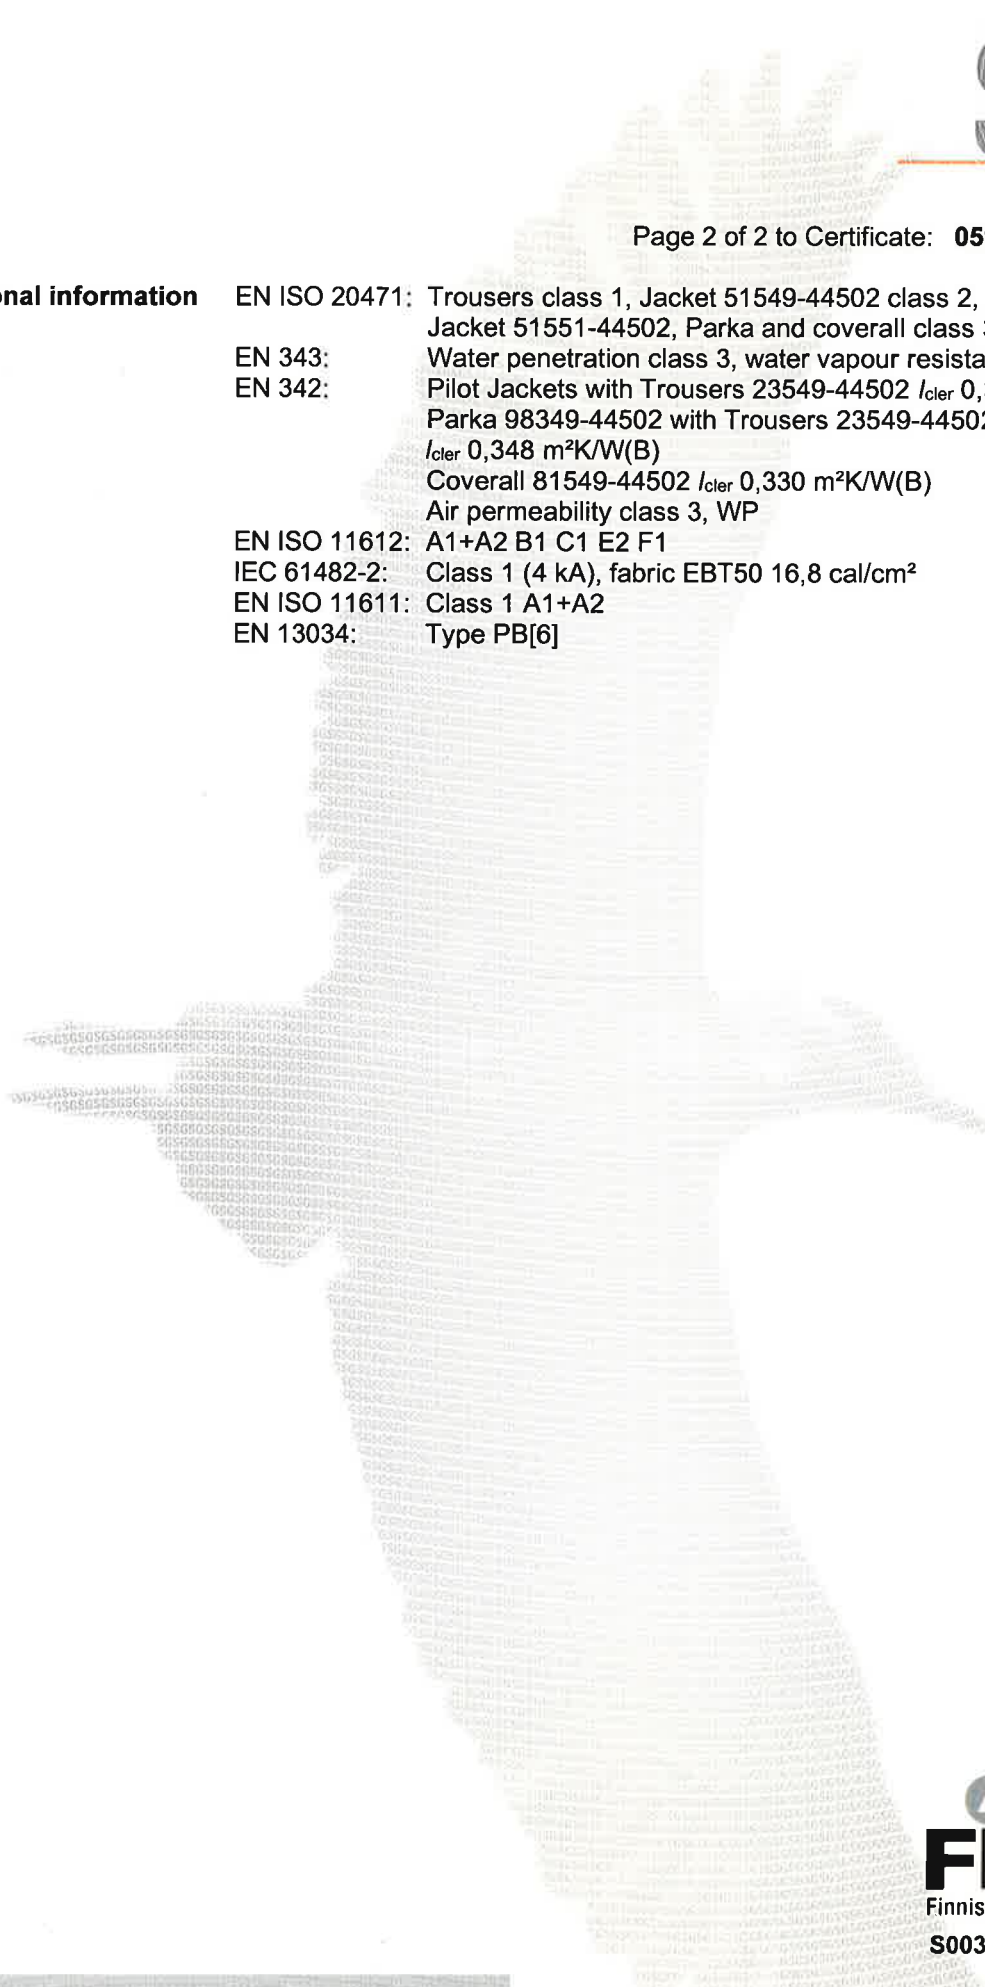 Page 2 of 2 to Certificate:
information EN ISO 20471: Trousers class 1, Jacket 51549-44502 class 2,
Jacket 51551-44502, Parka and coverall class
EN 343: Water penetration class 3, water vapour
EN 342: Pilot Jackets with Trousers 23549-44502 Icler
Parka 98349-44502 with Trousers 23549-44502
Icler 0,348 m²K/W(B)
Coverall 81549-44502 Icler 0,330 m²K/W(B)
Air permeability class 3, WP
EN ISO 11612: A1+A2 B1 C1 E2 F1
IEC 61482-2: Class 1 (4 kA), fabric EBT50 16,8 cal/cm²
EN ISO 11611: Class 1 A1+A2
EN 13034: Type PB[6]